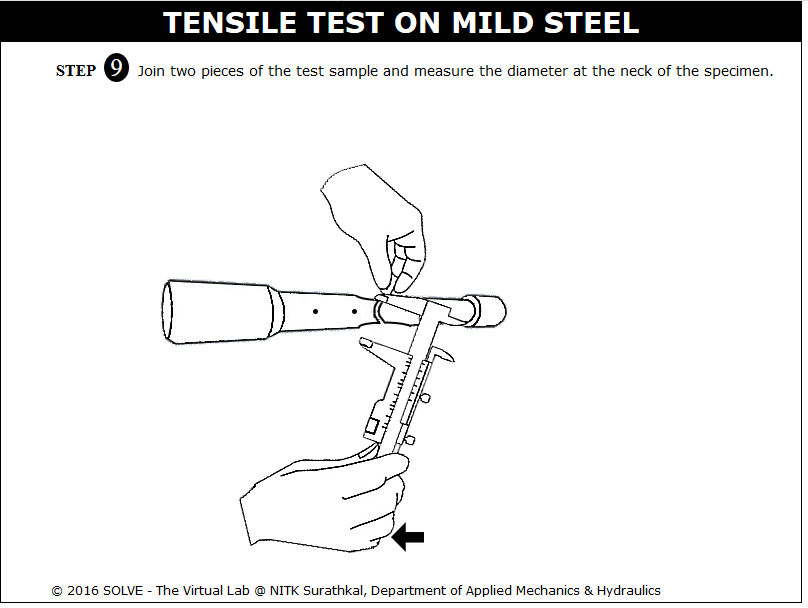 TENSILE TEST ON MILD STEEL
STEP 9 Join two pieces of the test sample and measure the diameter at the neck of the specimen.
© 2016 SOLVE - The Virtual Lab @ NITK Surathkal, Department of Applied Mechanics & Hydraulics